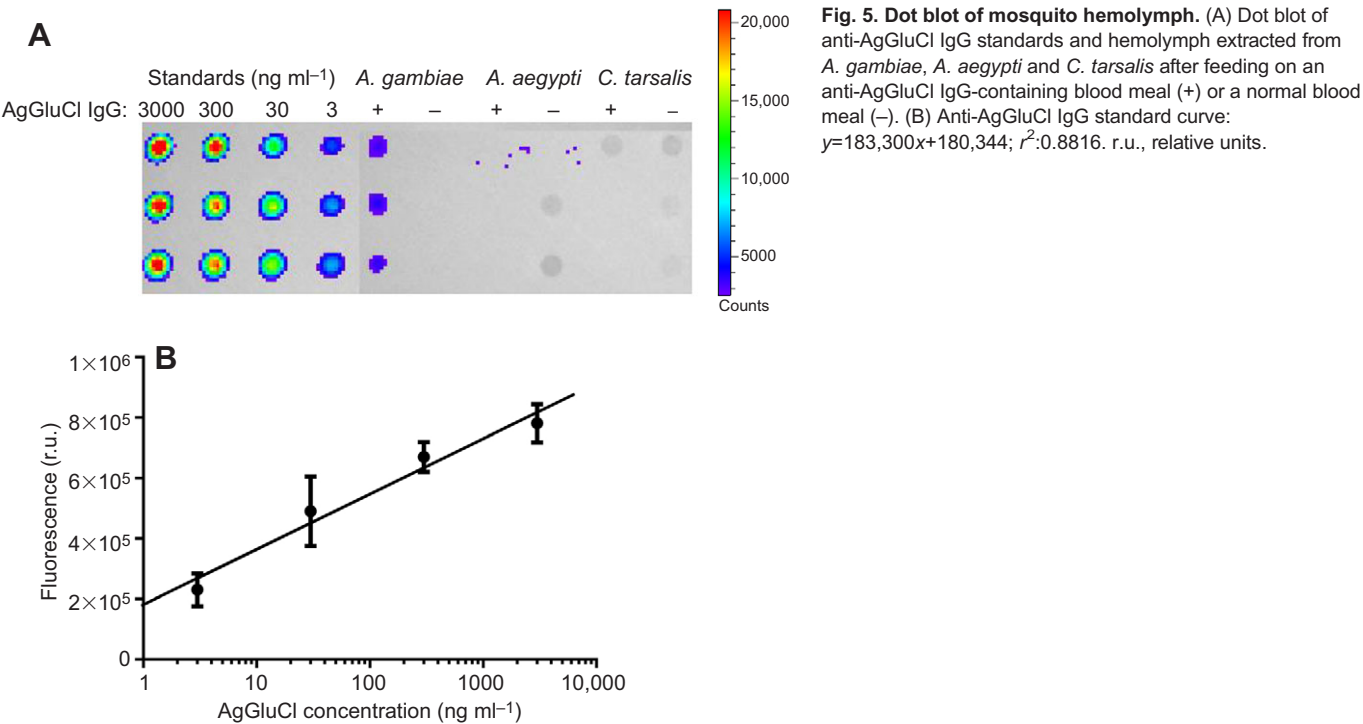 A
Standards (ng ml⁻¹) A. gambiae A. aegypti C. tarsalis
AgGluCl IgG: 3000 300 30 3 + – + – + –
20,000
15,000
10,000
5000
Counts
Fig. 5. Dot blot of mosquito hemolymph. (A) Dot blot of
anti-AgGluCl IgG standards and hemolymph extracted from
A. gambiae, A. aegypti and C. tarsalis after feeding on an
anti-AgGluCl IgG-containing blood meal (+) or a normal blood
meal (–). (B) Anti-AgGluCl IgG standard curve:
y=183,300x+180,344; r²:0.8816. r.u., relative units.
B
1×10⁶
8×10⁵
6×10⁵
4×10⁵
2×10⁵
0
Fluorescence (r.u.)
1 10 100 1000 10,000
AgGluCl concentration (ng ml⁻¹)